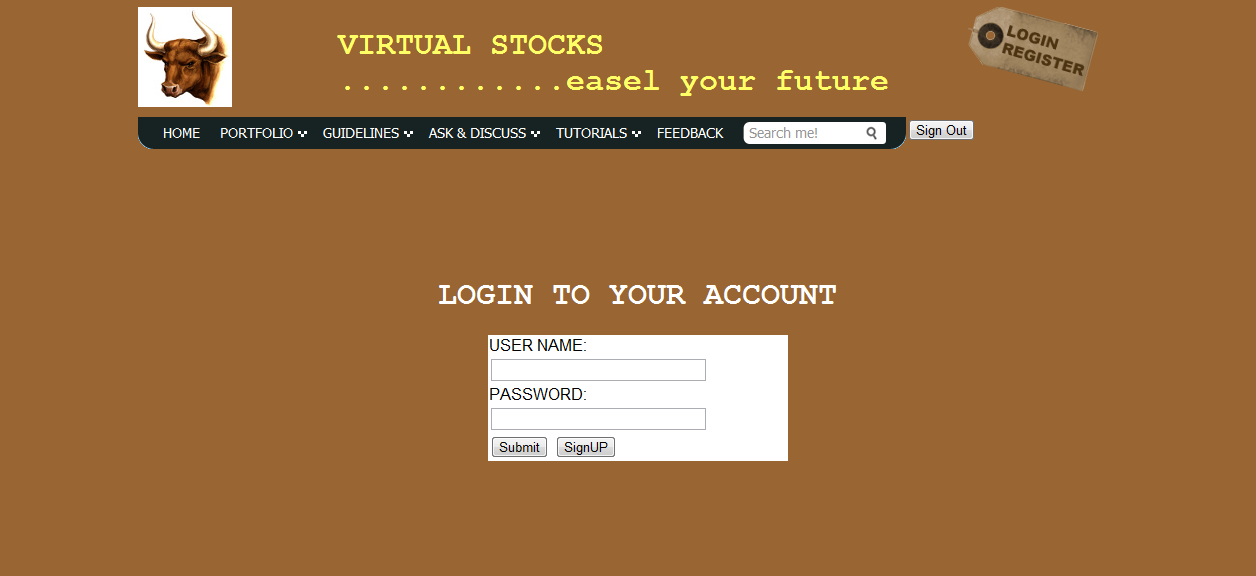 VIRTUAL STOCKS
............easel your future
LOGIN
REGISTER
HOME PORTFOLIO GUIDELINES ASK & DISCUSS TUTORIALS FEEDBACK Search me! Sign Out
LOGIN TO YOUR ACCOUNT
USER NAME:
PASSWORD:
Submit SignUP